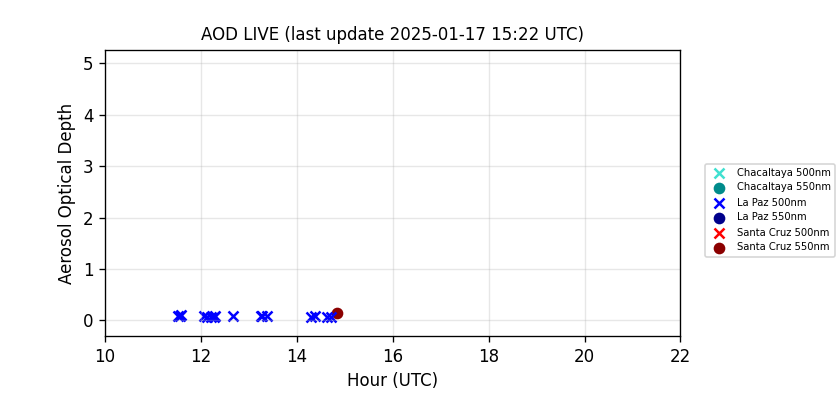 AOD LIVE (last update 2025-01-17 15:22 UTC)
5
4
3
2
1
0
Aerosol Optical Depth
10 12 14 16 18 20 22
Hour (UTC)
Chacaltaya 500nm
Chacaltaya 550nm
La Paz 500nm
La Paz 550nm
Santa Cruz 500nm
Santa Cruz 550nm